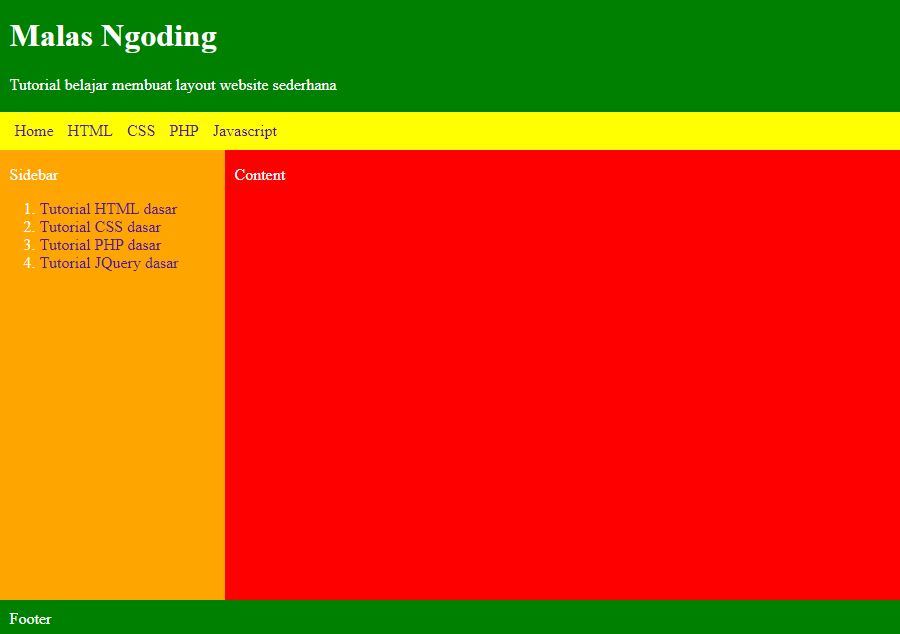 Malas Ngoding
Tutorial belajar membuat layout website sederhana
Home HTML CSS PHP Javascript
Sidebar
1. Tutorial HTML dasar
2. Tutorial CSS dasar
3. Tutorial PHP dasar
4. Tutorial JQuery dasar
Content
Footer